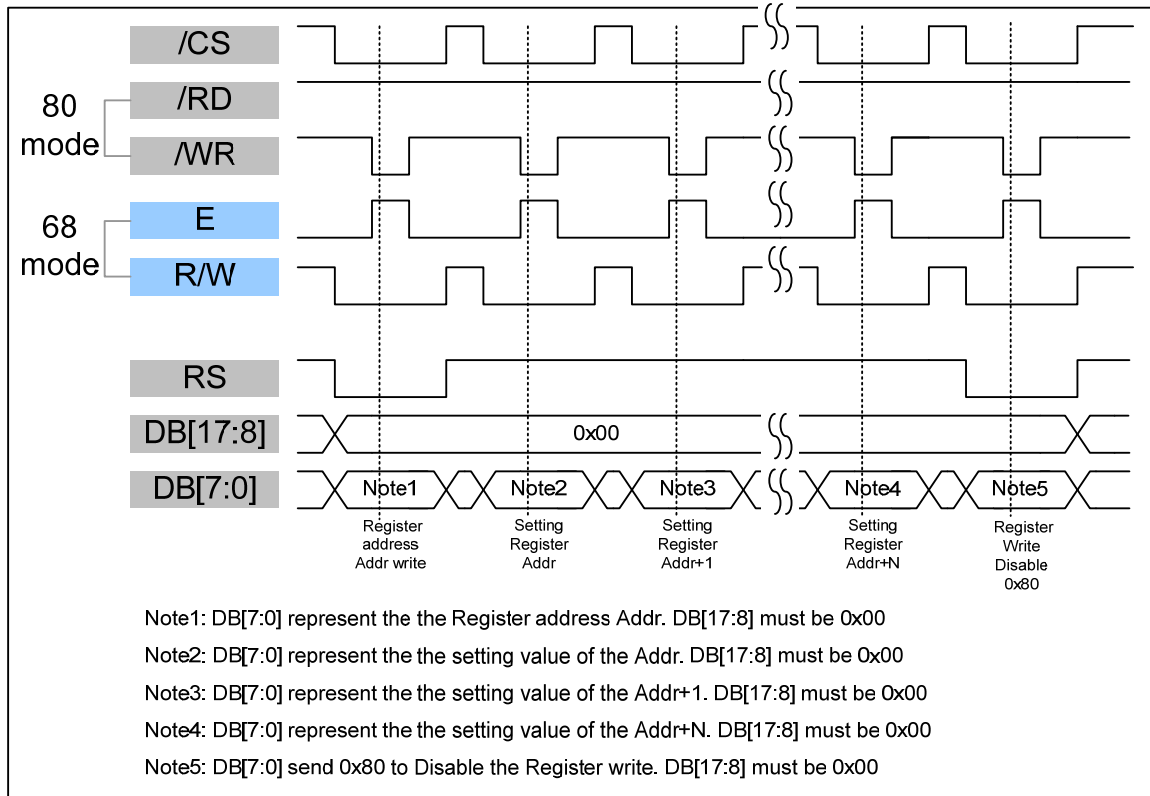 /CS
80
mode
/RD
/WR
68
mode
E
R/W
RS
DB[17:8]
0x00
DB[7:0]
Note1
Note2
Note3
Note4
Note5
Register
address
Addr write
Setting
Register
Addr
Setting
Register
Addr+1
Setting
Register
Addr+N
Register
Write
Disable
0x80
Note1: DB[7:0] represent the the Register address Addr. DB[17:8] must be 0x00
Note2: DB[7:0] represent the the setting value of the Addr. DB[17:8] must be 0x00
Note3: DB[7:0] represent the the setting value of the Addr+1. DB[17:8] must be 0x00
Note4: DB[7:0] represent the the setting value of the Addr+N. DB[17:8] must be 0x00
Note5: DB[7:0] send 0x80 to Disable the Register write. DB[17:8] must be 0x00